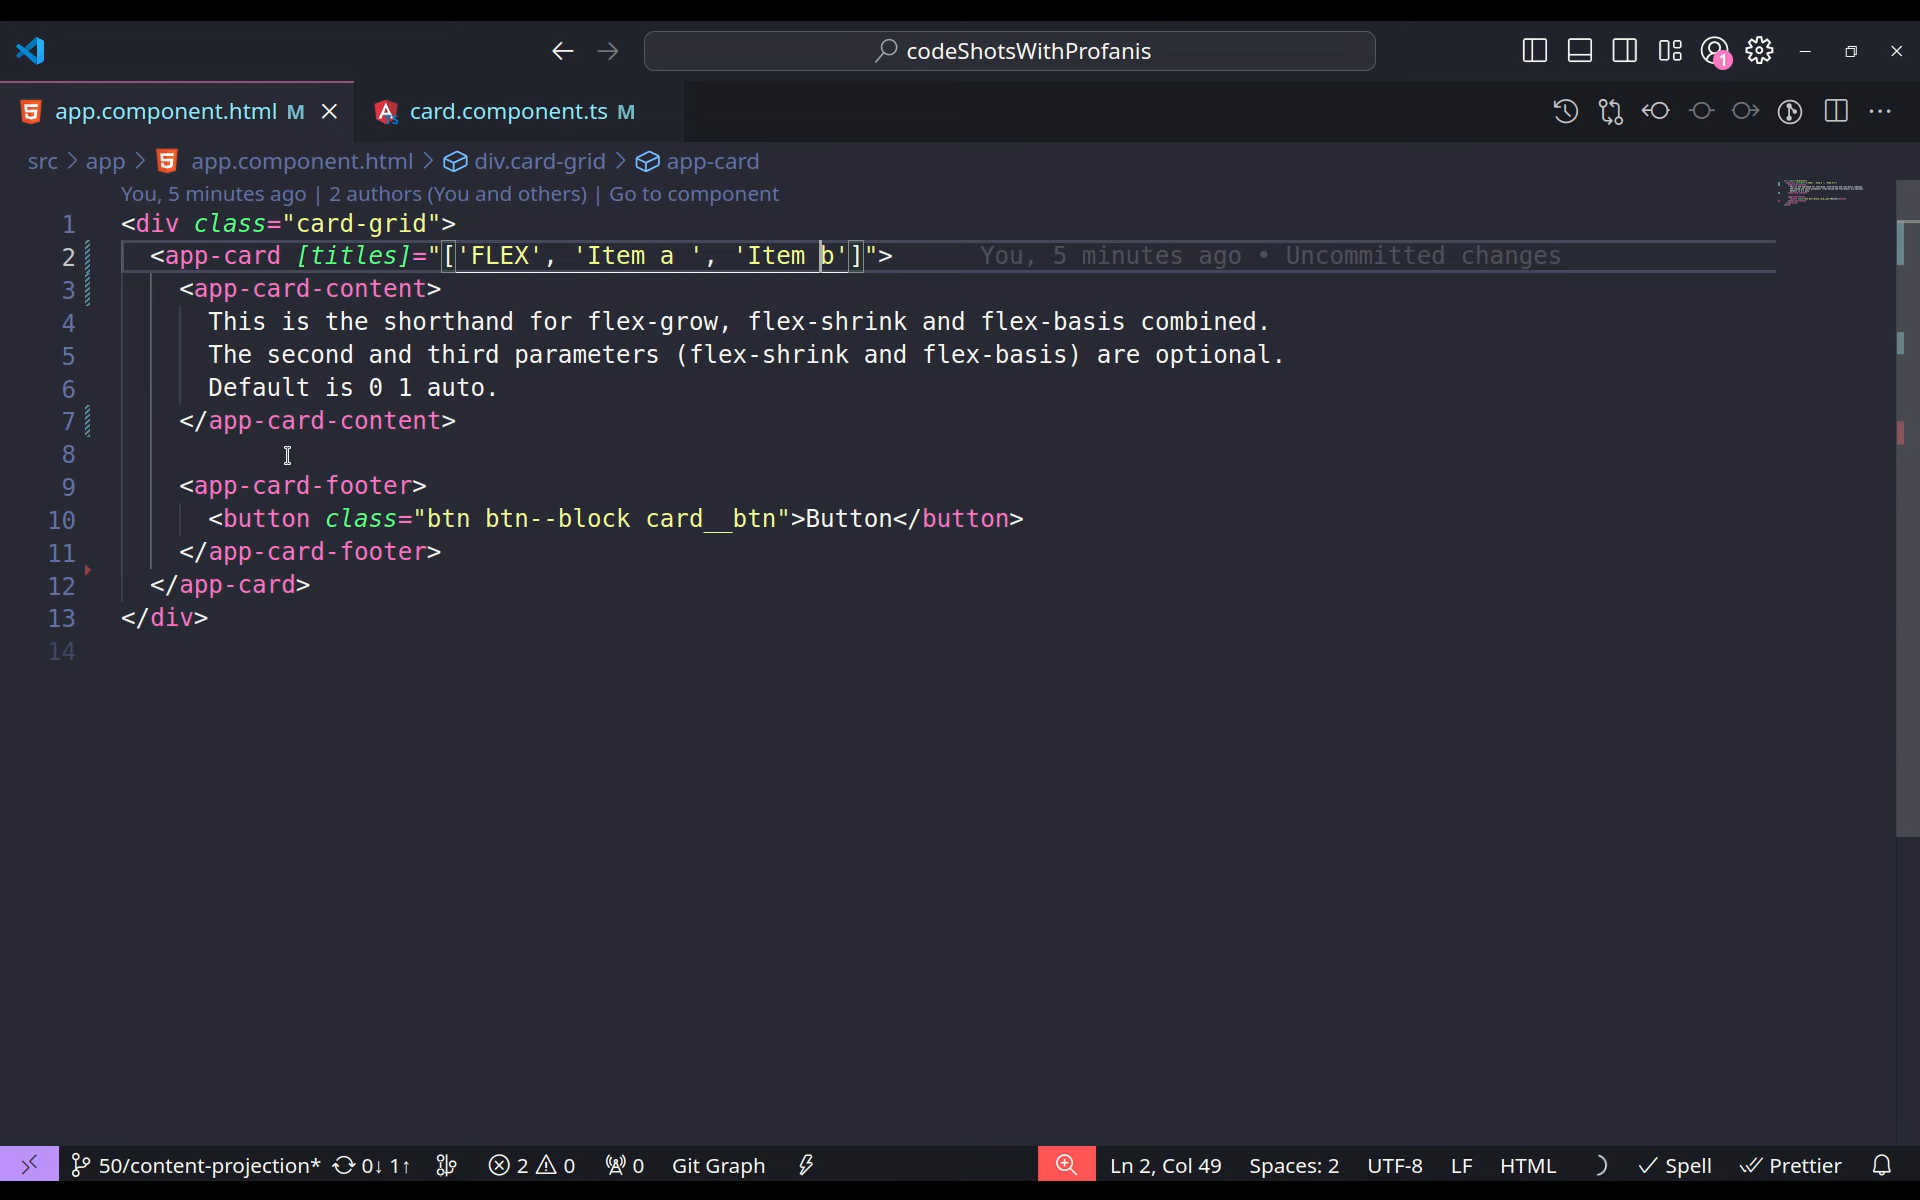 codeShotsWithProfanis
1
app.component.html M
card.component.ts M
src > app > app.component.html > div.card-grid > app-card
You, 5 minutes ago | 2 authors (You and others) | Go to component
1 <div class="card-grid">
2 <app-card [titles]="['FLEX', 'Item a ', 'Item b']"> You, 5 minutes ago • Uncommitted changes
3 <app-card-content>
4 This is the shorthand for flex-grow, flex-shrink and flex-basis combined.
5 The second and third parameters (flex-shrink and flex-basis) are optional.
6 Default is 0 1 auto.
7 </app-card-content>
8
9 <app-card-footer>
10 <button class="btn btn--block card__btn">Button</button>
11 </app-card-footer>
12 </app-card>
13 </div>
14
50/content-projection* 0↓ 1↑ 2 0 0 Git Graph Ln 2, Col 49 Spaces: 2 UTF-8 LF HTML Spell Prettier